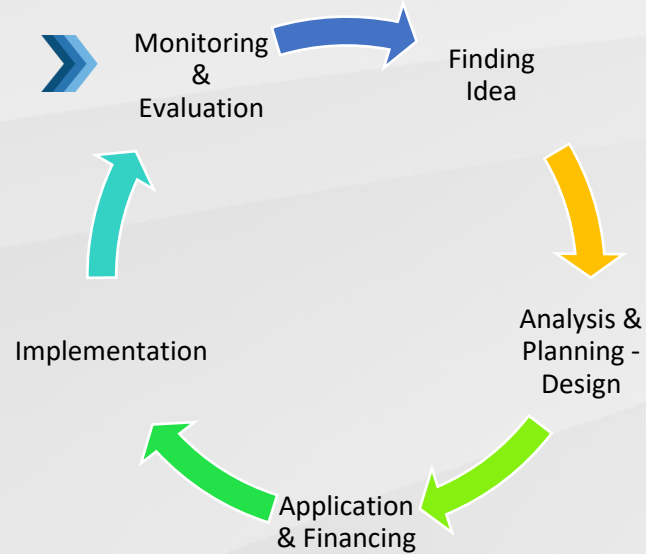 Monitoring
&
Evaluation
Finding
Idea
Analysis &
Planning -
Design
Application
& Financing
Implementation